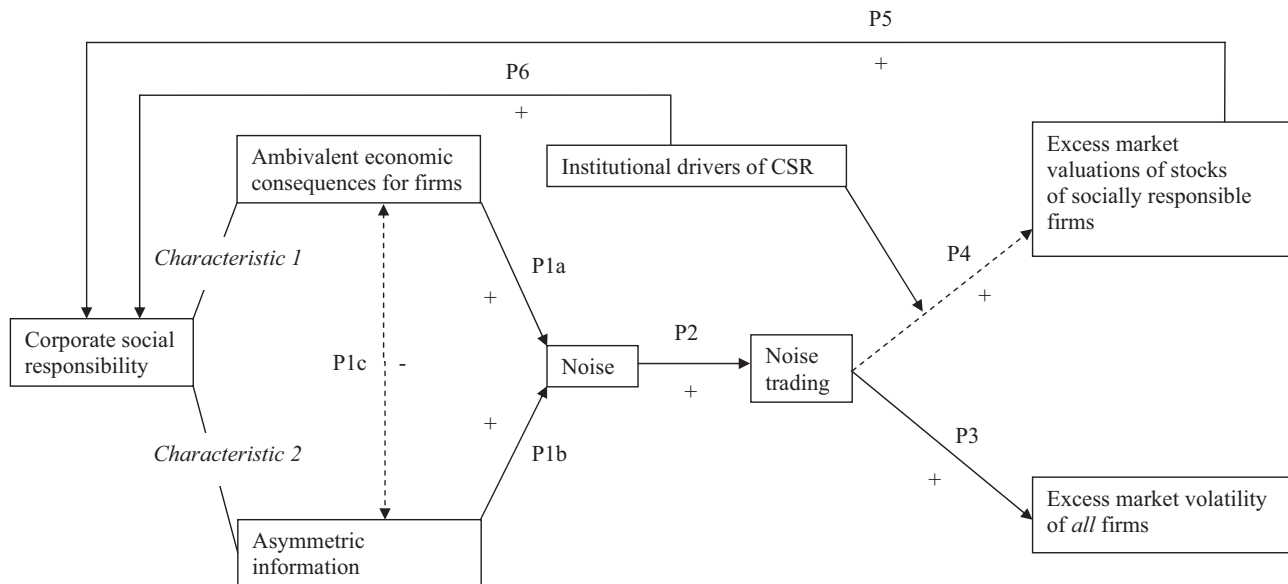 P5
+
P6
+
Ambivalent economic
consequences for firms
Institutional drivers of CSR
Excess market
valuations of stocks
of socially responsible
firms
Characteristic 1
P1a
+
P4
+
Corporate social
responsibility
P1c
-
Noise
P2
+
Noise
trading
+
P1b
P3
+
Characteristic 2
Asymmetric
information
Excess market volatility
of all firms